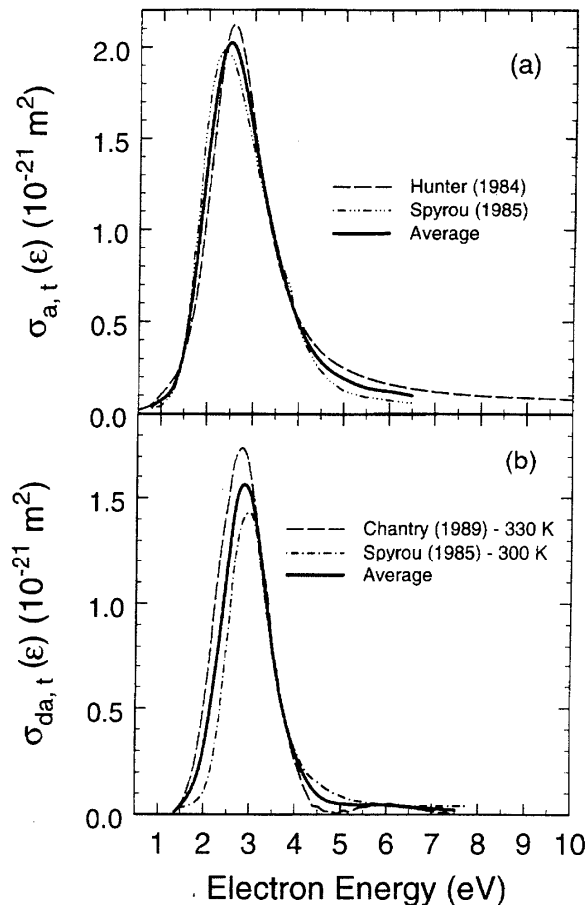 (a)
2.0
1.5
1.0
0.5
0.0
σa, t (ε) (10-21 m2)
Hunter (1984)
Spyrou (1985)
Average
(b)
1.5
1.0
0.5
0.0
σda, t (ε) (10-21 m2)
Chantry (1989) - 330 K
Spyrou (1985) - 300 K
Average
1 2 3 4 5 6 7 8 9 10
Electron Energy (eV)